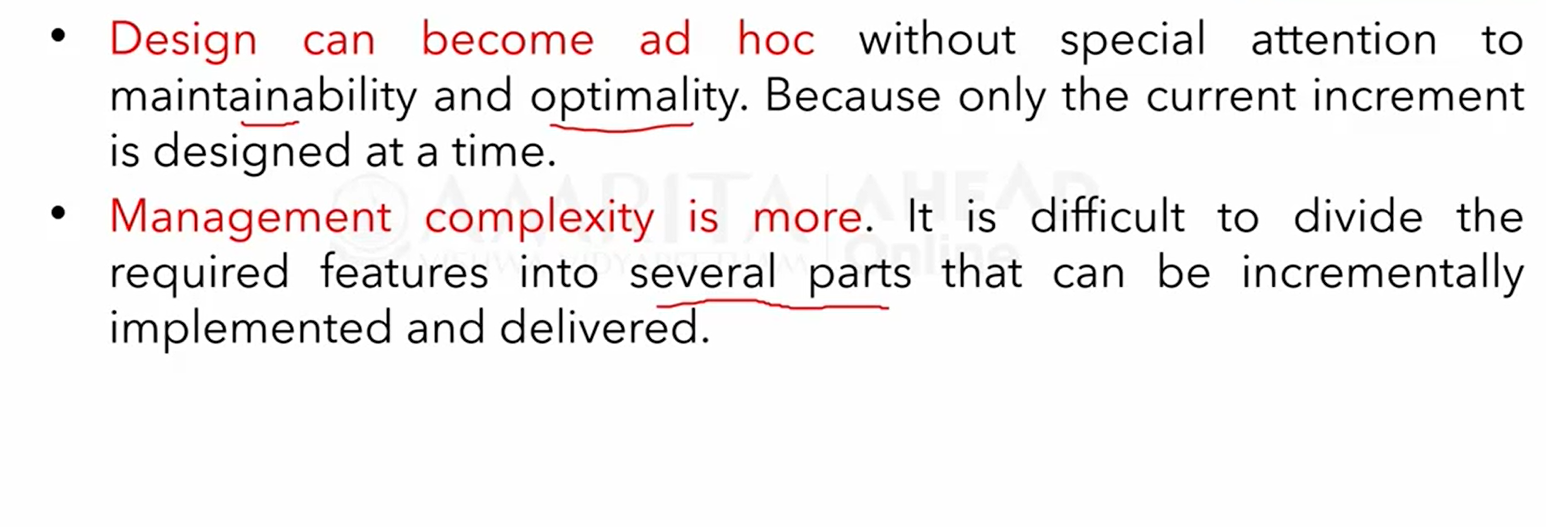 • Design can become ad hoc without special attention to
maintainability and optimality. Because only the current increment
is designed at a time.
• Management complexity is more. It is difficult to divide the
required features into several parts that can be incrementally
implemented and delivered.
AMRITA AHEAD
VISHWA VIDYAPEETHAM Online